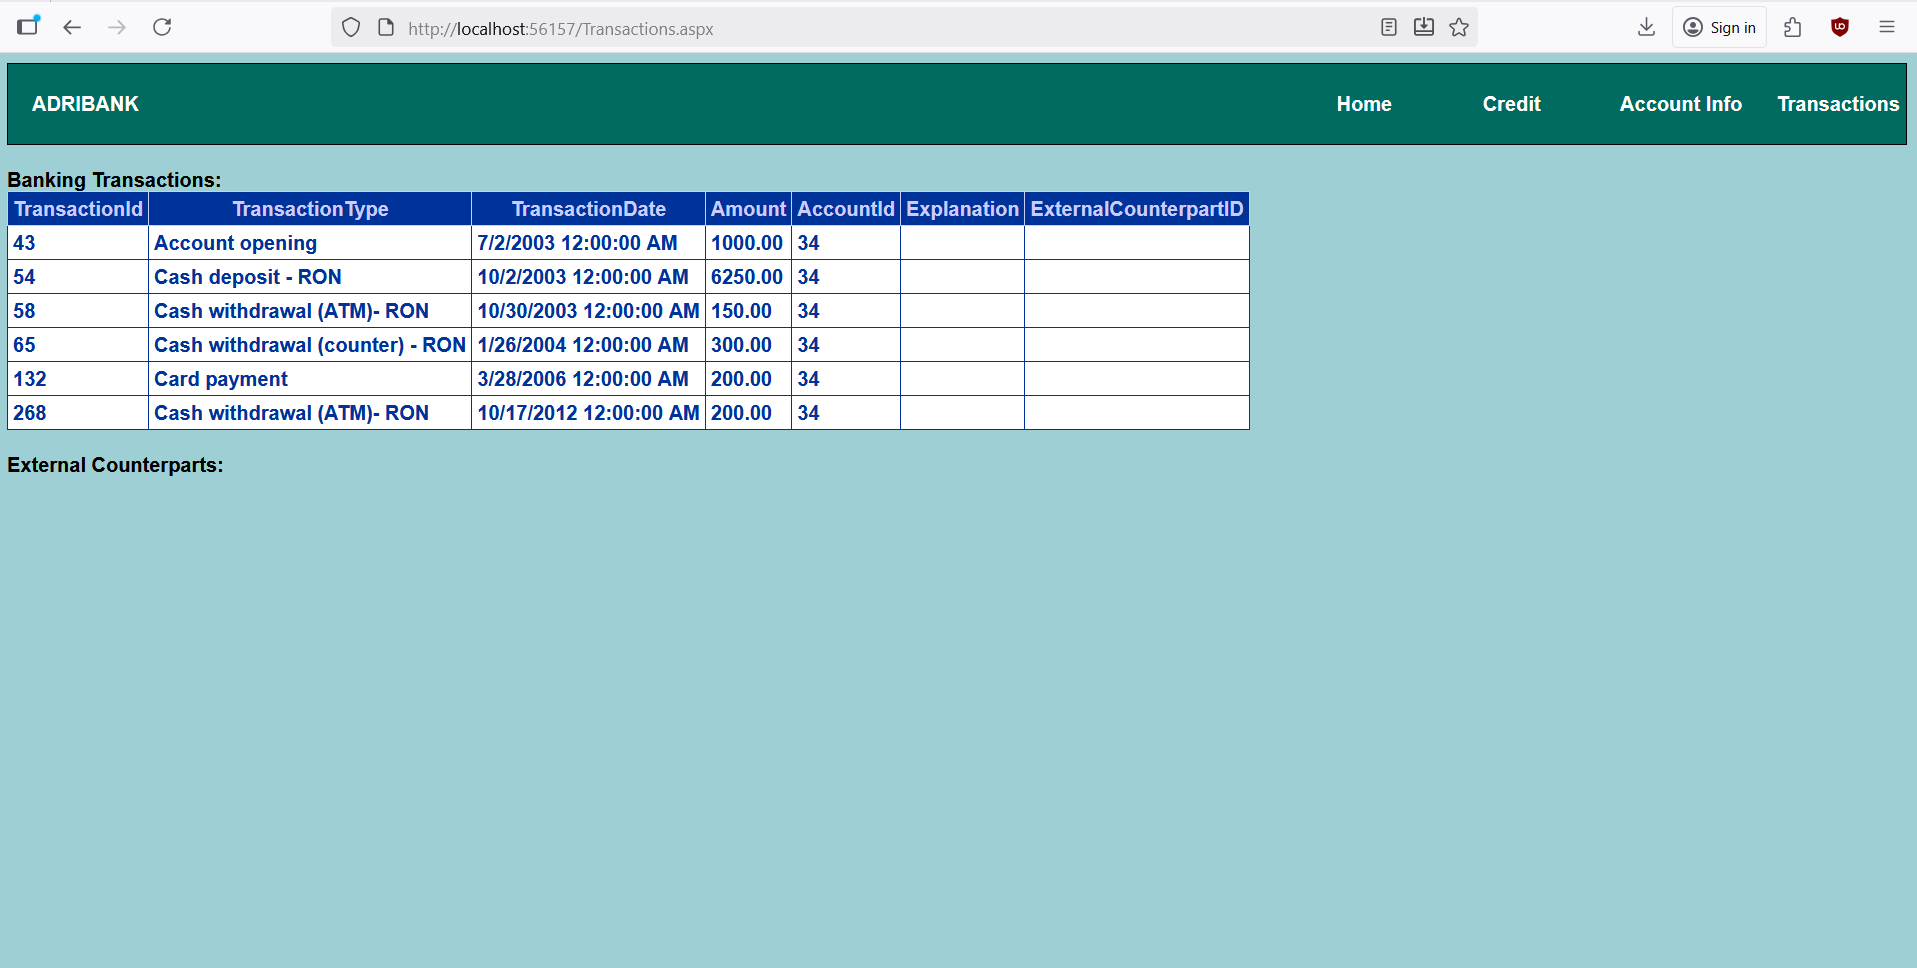 http://localhost:56157/Transactions.aspx
Sign in
ADRIBANK Home Credit Account Info Transactions
Banking Transactions:
TransactionId TransactionType TransactionDate Amount AccountId Explanation ExternalCounterpartID
43 Account opening 7/2/2003 12:00:00 AM 1000.00 34
54 Cash deposit - RON 10/2/2003 12:00:00 AM 6250.00 34
58 Cash withdrawal (ATM)- RON 10/30/2003 12:00:00 AM 150.00 34
65 Cash withdrawal (counter) - RON 1/26/2004 12:00:00 AM 300.00 34
132 Card payment 3/28/2006 12:00:00 AM 200.00 34
268 Cash withdrawal (ATM)- RON 10/17/2012 12:00:00 AM 200.00 34
External Counterparts: